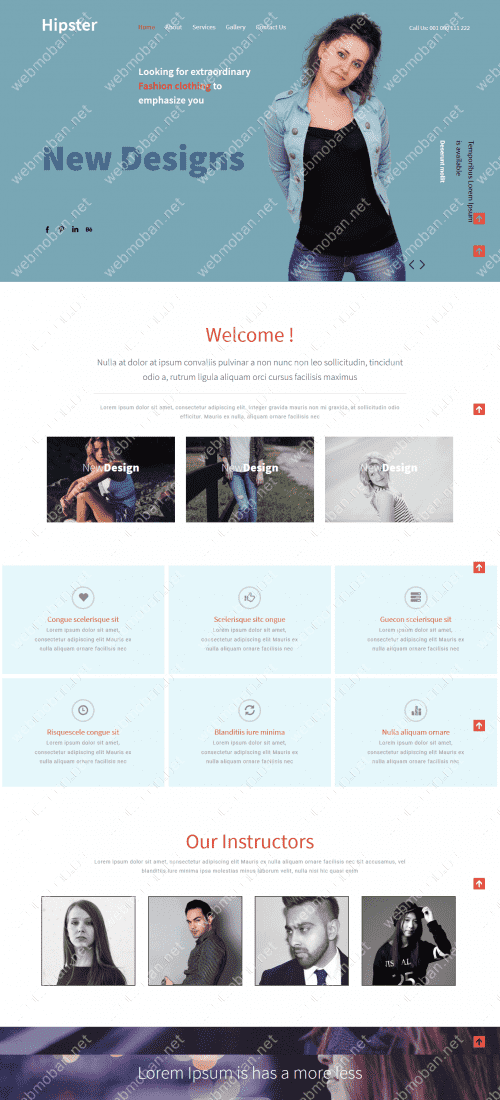 Hipster
Home About Services Gallery Contact Us
Call Us: 001 090 111 222
Looking for extraordinary
Fashion clothing to
emphasize you
New Designs
Temporibus Lorem Ipsum
is available
Deserunt mollit
Welcome !
Nulla at dolor at ipsum convallis pulvinar a non nunc non leo sollicitudin, tincidunt
odio a, rutrum ligula aliquam orci cursus facilisis maximus
Lorem ipsum dolor sit amet, consectetur adipiscing elit. Integer gravida mauris non mi gravida, at sollicitudin odio
efficitur. Mauris ex nulla, aliquam ornare facilisis nec
NewDesign
NewDesign
NewDesign
Congue scelerisque sit
Lorem ipsum dolor sit amet,
consectetur adipiscing elit Mauris ex
nulla aliquam ornare facilisis nec
Scelerisque sitc ongue
Lorem ipsum dolor sit amet,
consectetur adipiscing elit Mauris ex
nulla aliquam ornare facilisis nec
Guecon scelerisque sit
Lorem ipsum dolor sit amet,
consectetur adipiscing elit Mauris ex
nulla aliquam ornare facilisis nec
Risquescele congue sit
Lorem ipsum dolor sit amet,
consectetur adipiscing elit Mauris ex
nulla aliquam ornare facilisis nec
Blanditiis iure minima
Lorem ipsum dolor sit amet,
consectetur adipiscing elit Mauris ex
nulla aliquam ornare facilisis nec
Nulla aliquam ornare
Lorem ipsum dolor sit amet,
consectetur adipiscing elit Mauris ex
nulla aliquam ornare facilisis nec
Our Instructors
Lorem ipsum dolor sit amet, consectetur adipiscing elit Mauris ex nulla aliquam ornare facilisis nec sit accusamus, vel
blanditiis iure minima ipsa molestias minus laborum velit, nulla nisi hic quasi enim
Lorem Ipsum is has a more less
webmoban.net